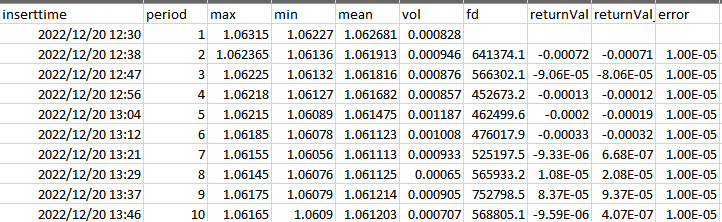 inserttime period max min mean vol fd returnVal returnVal_ error
2022/12/20 12:30 1 1.06315 1.06227 1.062681 0.000828
2022/12/20 12:38 2 1.062365 1.06136 1.061913 0.000946 641374.1 -0.00072 -0.00071 1.00E-05
2022/12/20 12:47 3 1.06225 1.06132 1.061816 0.000876 566302.1 -9.06E-05 -8.06E-05 1.00E-05
2022/12/20 12:56 4 1.06218 1.06127 1.061682 0.000857 452673.2 -0.00013 -0.00012 1.00E-05
2022/12/20 13:04 5 1.06215 1.06089 1.061475 0.001187 462499.6 -0.0002 -0.00019 1.00E-05
2022/12/20 13:12 6 1.06185 1.06078 1.061123 0.001008 476017.9 -0.00033 -0.00032 1.00E-05
2022/12/20 13:21 7 1.06155 1.06056 1.061113 0.000933 525197.5 -9.33E-06 6.68E-07 1.00E-05
2022/12/20 13:29 8 1.06145 1.06076 1.061125 0.00065 565933.2 1.08E-05 2.08E-05 1.00E-05
2022/12/20 13:37 9 1.06175 1.06079 1.061214 0.000905 752798.5 8.37E-05 9.37E-05 1.00E-05
2022/12/20 13:46 10 1.06165 1.0609 1.061203 0.000707 568805.1 -9.59E-06 4.07E-07 1.00E-05